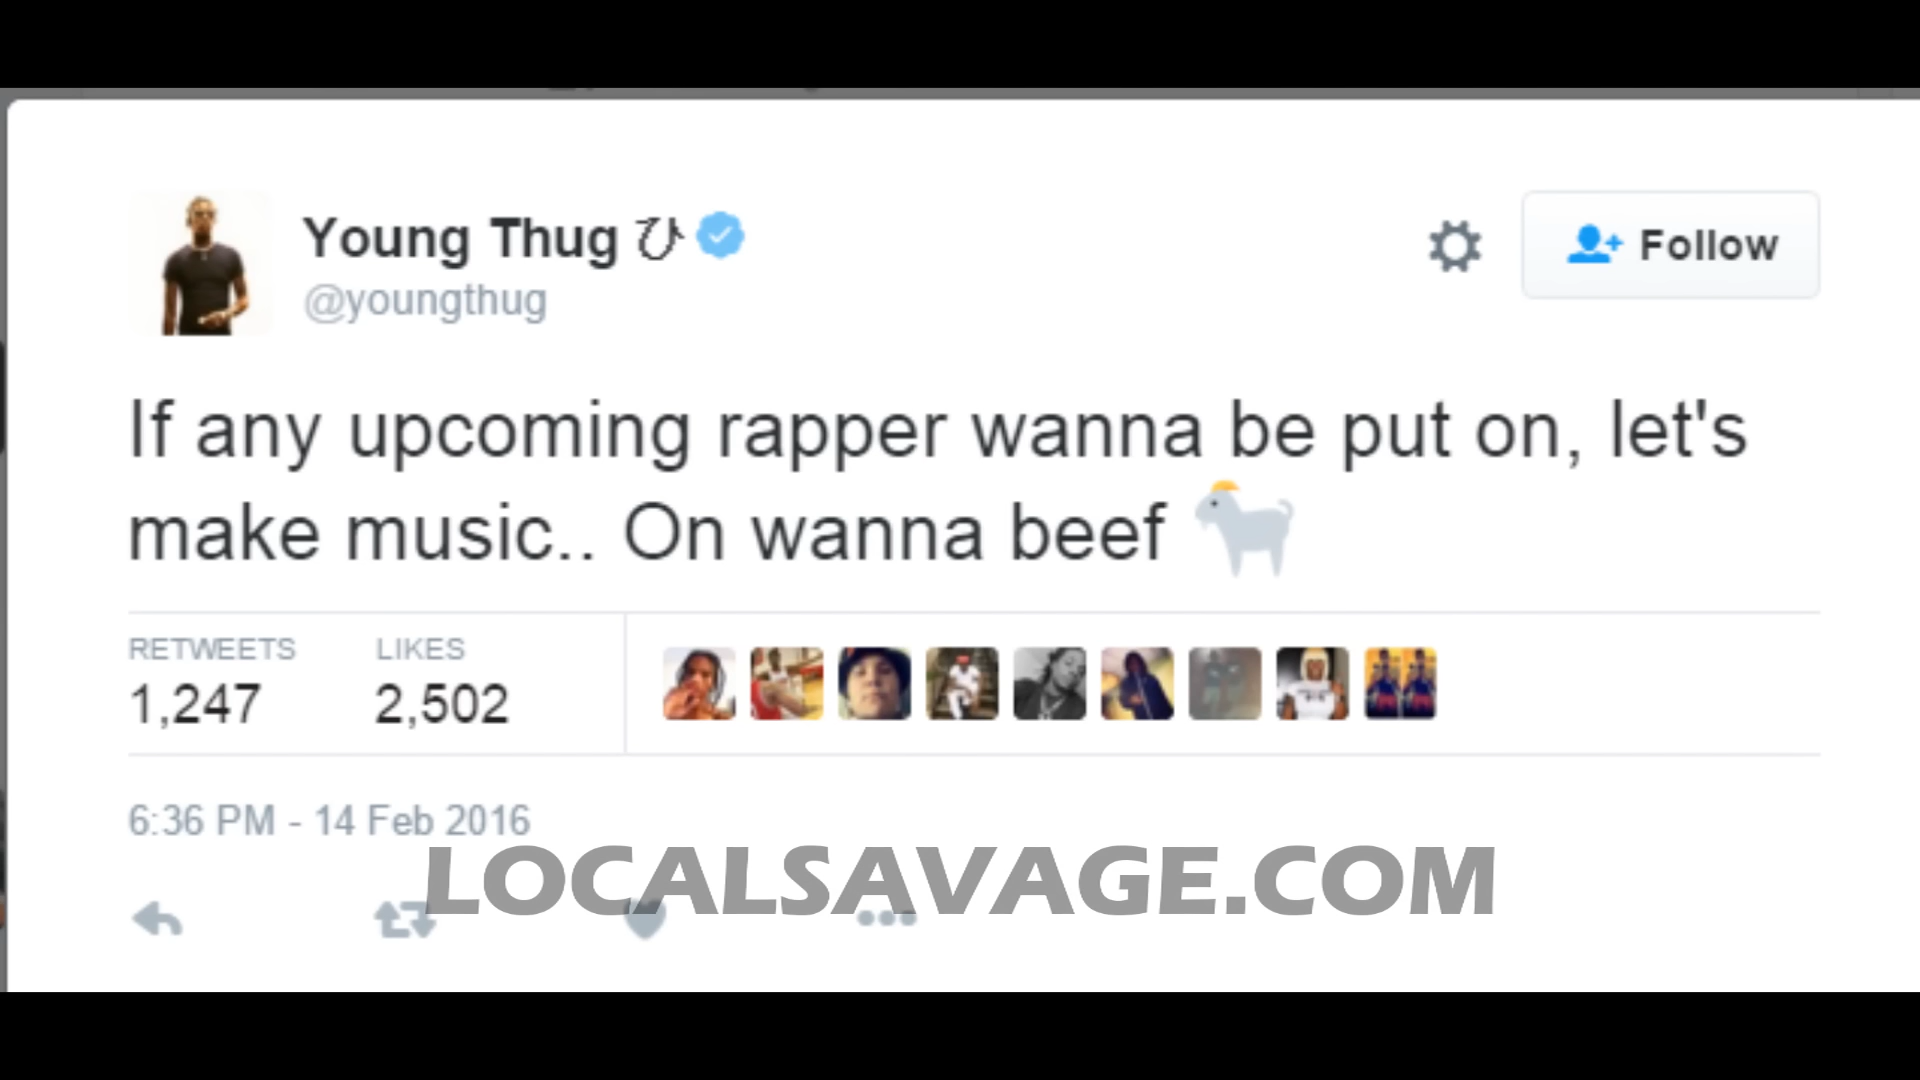 Young Thug ひ
@youngthug
Follow
If any upcoming rapper wanna be put on, let's
make music.. On wanna beef 🐐
RETWEETS LIKES
1,247 2,502
6:36 PM - 14 Feb 2016
LOCALSAVAGE.COM